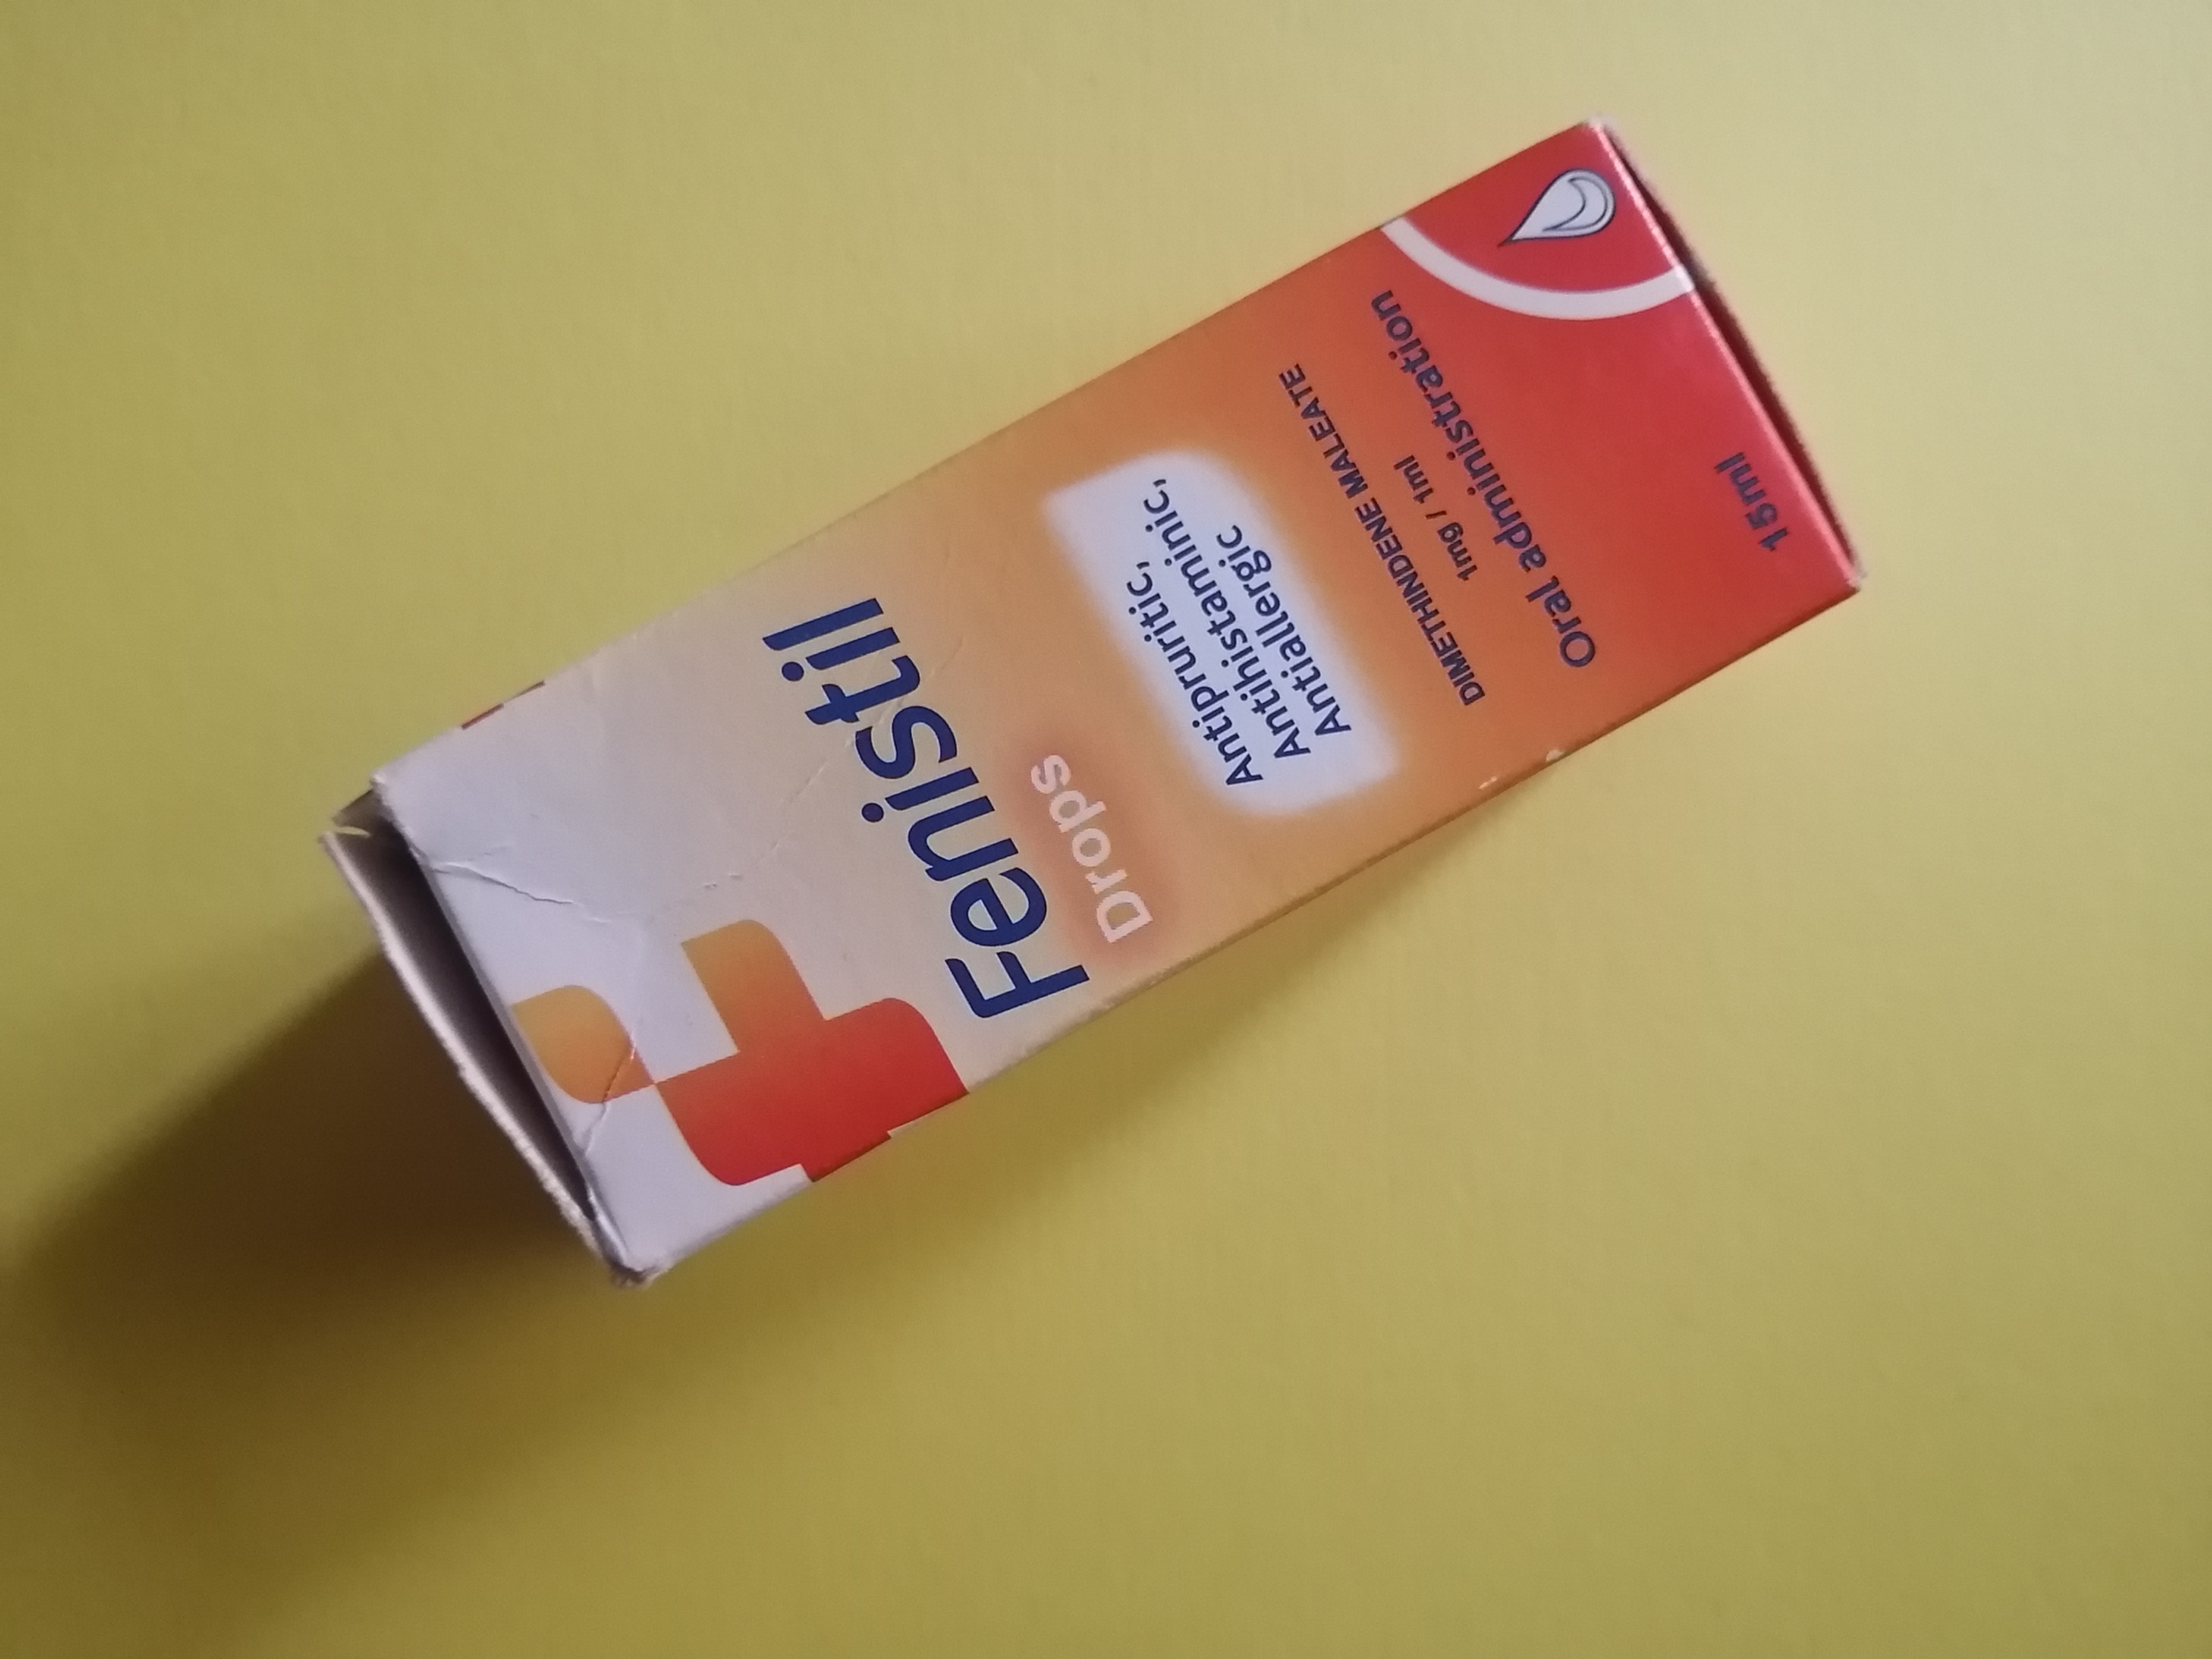 Fenistil
Drops
Antipruritic,
Antihistaminic,
Antiallergic
DIMETHINDENE MALEATE
1mg / 1ml
Oral administration
15ml